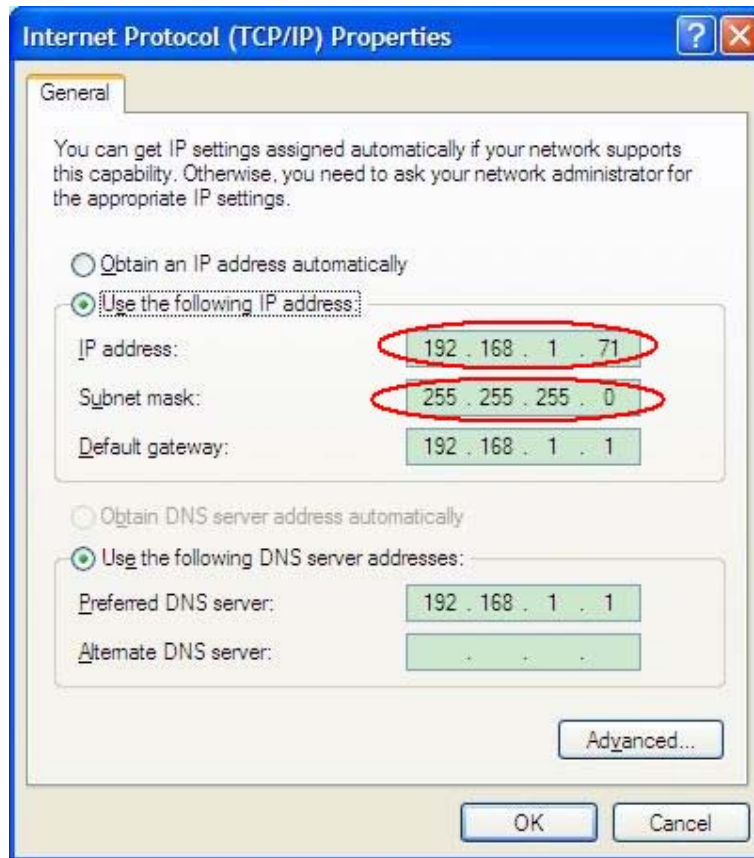 Internet Protocol (TCP/IP) Properties
General
You can get IP settings assigned automatically if your network supports
this capability. Otherwise, you need to ask your network administrator for
the appropriate IP settings.
Obtain an IP address automatically
Use the following IP address:
IP address: 192 . 168 . 1 . 71
Subnet mask: 255 . 255 . 255 . 0
Default gateway: 192 . 168 . 1 . 1
Obtain DNS server address automatically
Use the following DNS server addresses:
Preferred DNS server: 192 . 168 . 1 . 1
Alternate DNS server: . . .
Advanced...
OK Cancel